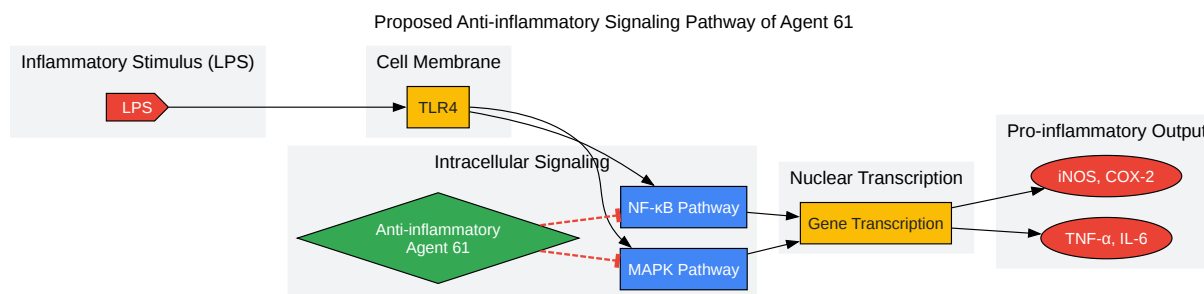 Proposed Anti-inflammatory Signaling Pathway of Agent 61
Inflammatory Stimulus (LPS)
LPS
Cell Membrane
TLR4
Intracellular Signaling
Anti-inflammatory
Agent 61
NF-κB Pathway
MAPK Pathway
Nuclear Transcription
Gene Transcription
Pro-inflammatory Output
iNOS, COX-2
TNF-α, IL-6